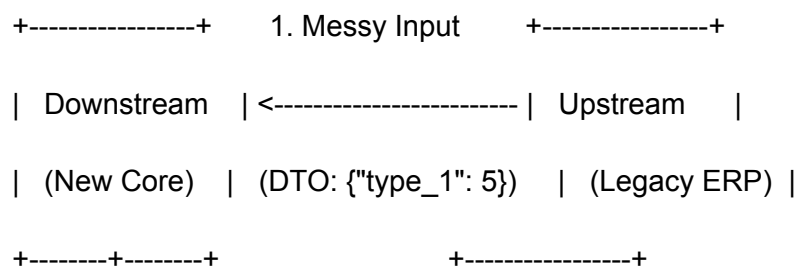 +-----------------+ 1. Messy Input +-----------------+
| Downstream | <------------------------- | Upstream |
| (New Core) | (DTO: {"type_1": 5}) | (Legacy ERP) |
+--------+--------+ +-----------------+